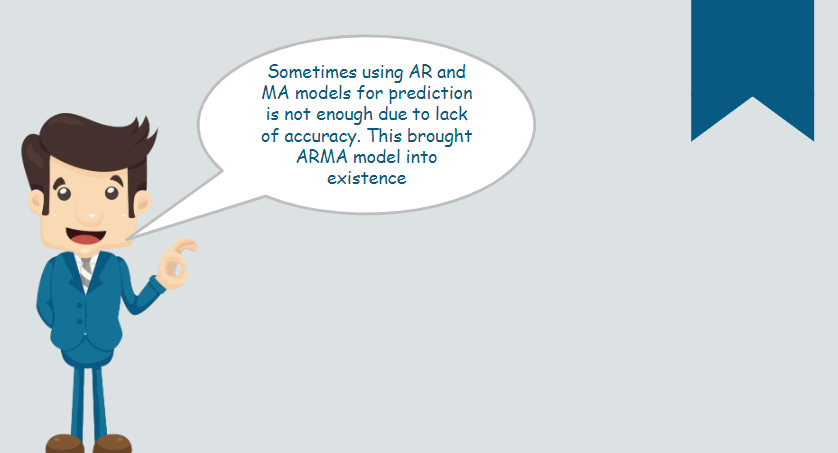 Sometimes using AR and
MA models for prediction
is not enough due to lack
of accuracy. This brought
ARMA model into
existence